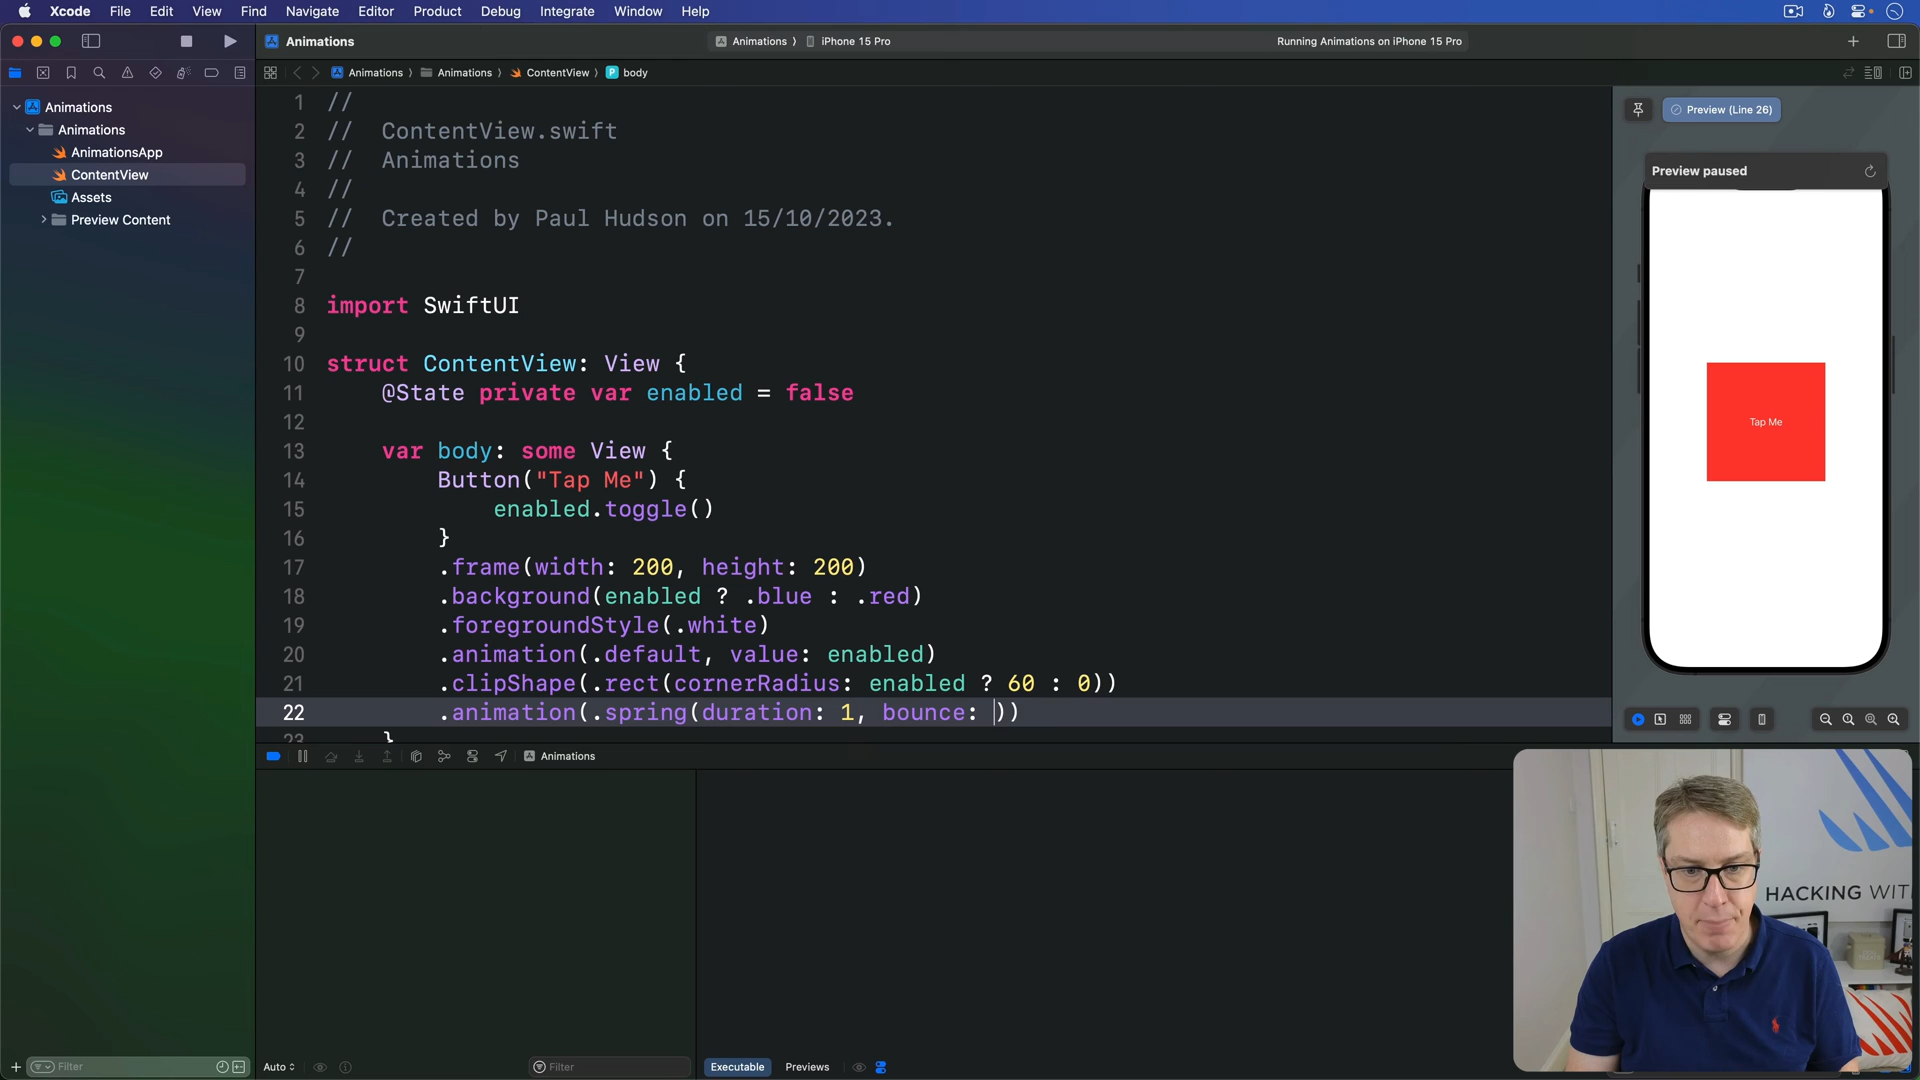 Xcode File Edit View Find Navigate Editor Product Debug Integrate Window Help
Animations
Animations 〉 iPhone 15 Pro
Running Animations on iPhone 15 Pro
Animations 〉 Animations 〉 ContentView 〉 body
Animations
Animations
AnimationsApp
ContentView
Assets
Preview Content
1 //
2 //  ContentView.swift
3 //  Animations
4 //
5 //  Created by Paul Hudson on 15/10/2023.
6 //
7
8 import SwiftUI
9
10 struct ContentView: View {
11     @State private var enabled = false
12
13     var body: some View {
14         Button("Tap Me") {
15             enabled.toggle()
16         }
17         .frame(width: 200, height: 200)
18         .background(enabled ? .blue : .red)
19         .foregroundStyle(.white)
20         .animation(.default, value: enabled)
21         .clipShape(.rect(cornerRadius: enabled ? 60 : 0))
22         .animation(.spring(duration: 1, bounce: ))
23     }
Preview (Line 26)
Preview paused
Tap Me
Animations
HACKING WIT
Filter
Auto
Filter
Executable
Previews